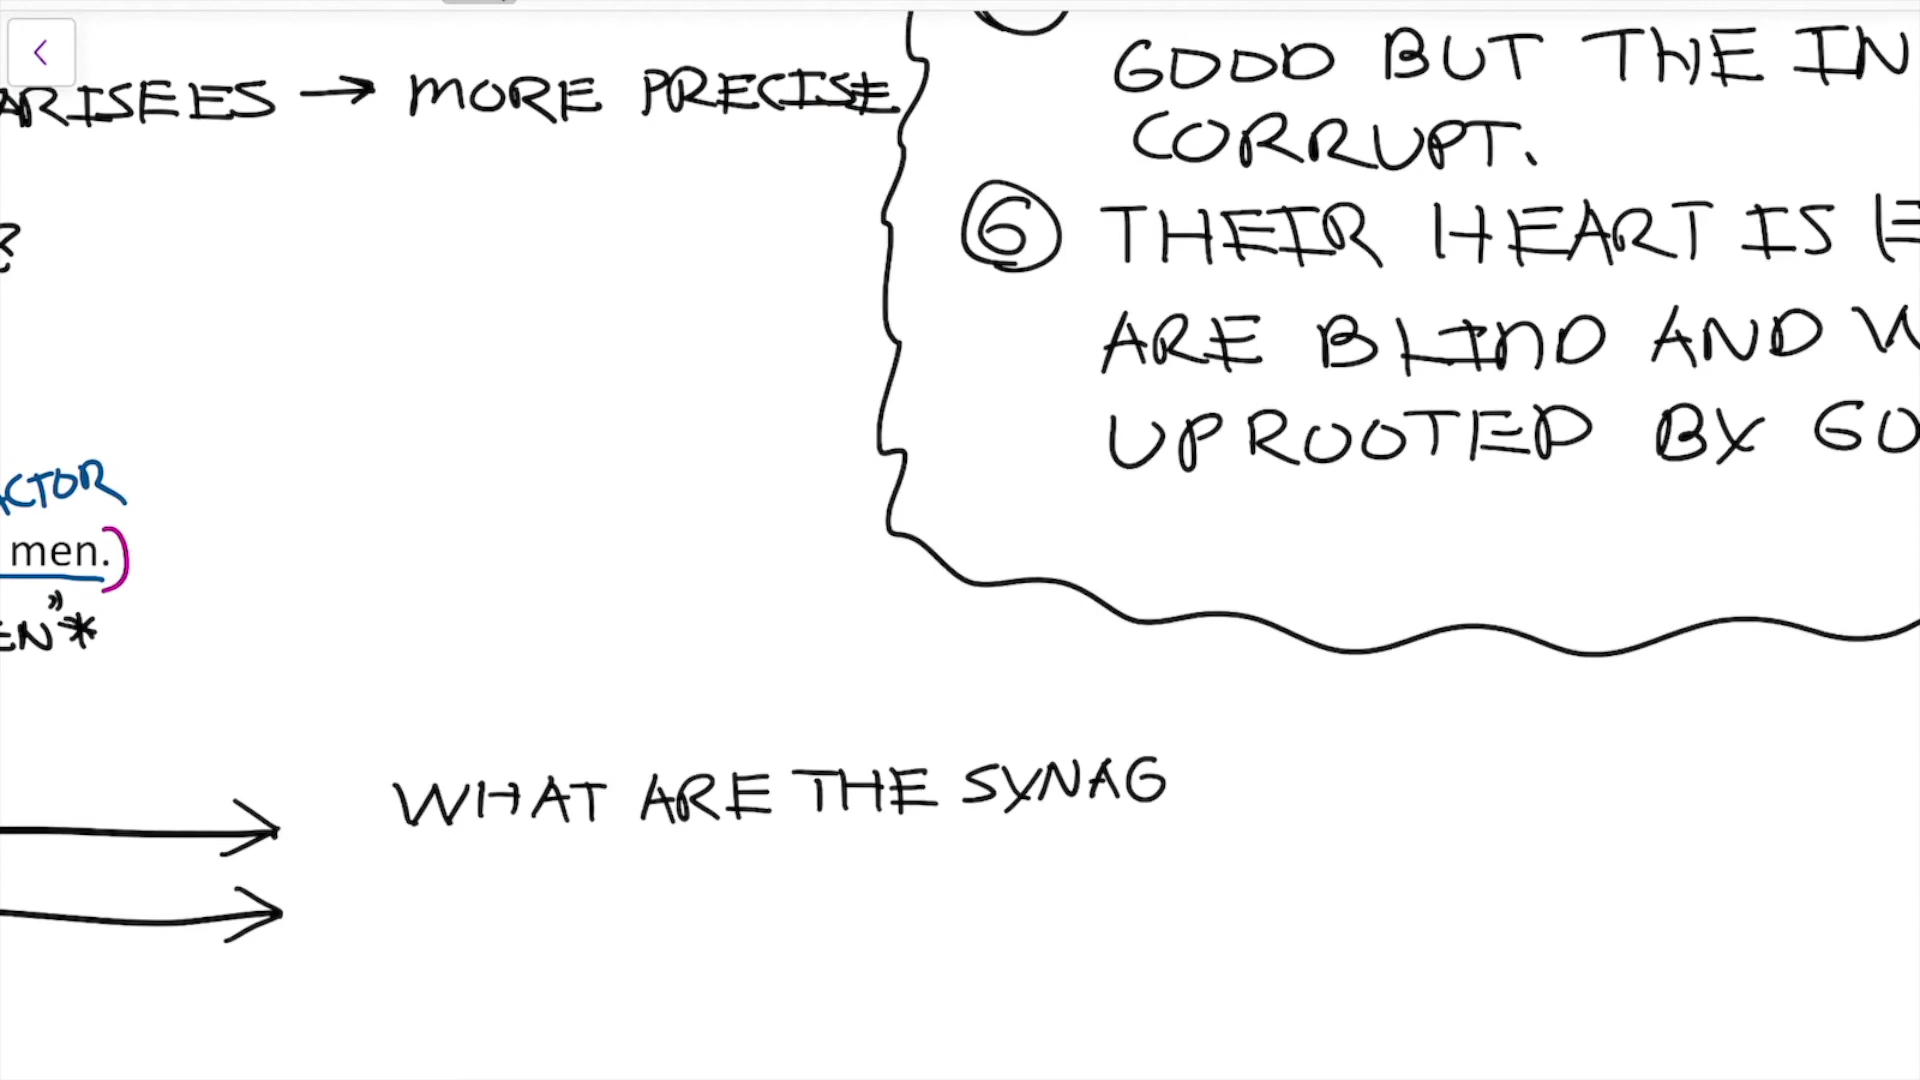 ARISEES → MORE PRECISE
GOOD BUT THE IN
CORRUPT.
⑥ THEIR HEART IS
ARE BLIND AND
UPROOTED BY GO
ACTOR
men.)
EN"*
WHAT ARE THE SYNAG